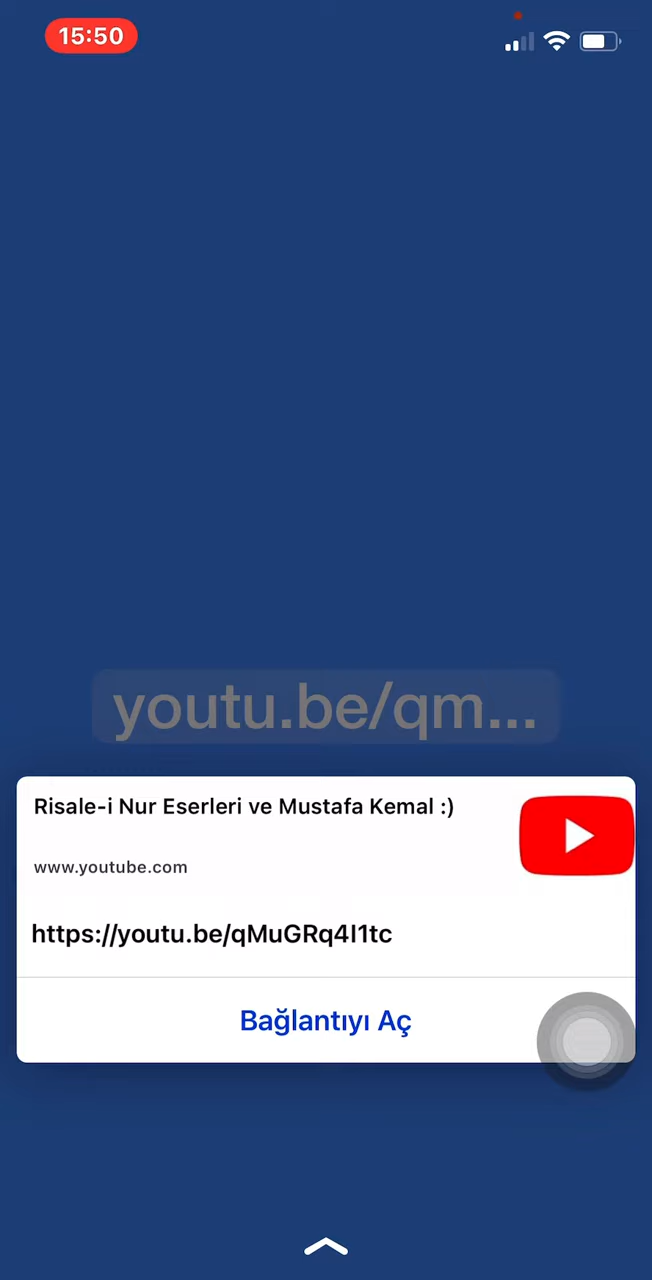 15:50
youtu.be/qm...
Risale-i Nur Eserleri ve Mustafa Kemal :)
www.youtube.com
https://youtu.be/qMuGRq4I1tc
Bağlantıyı Aç